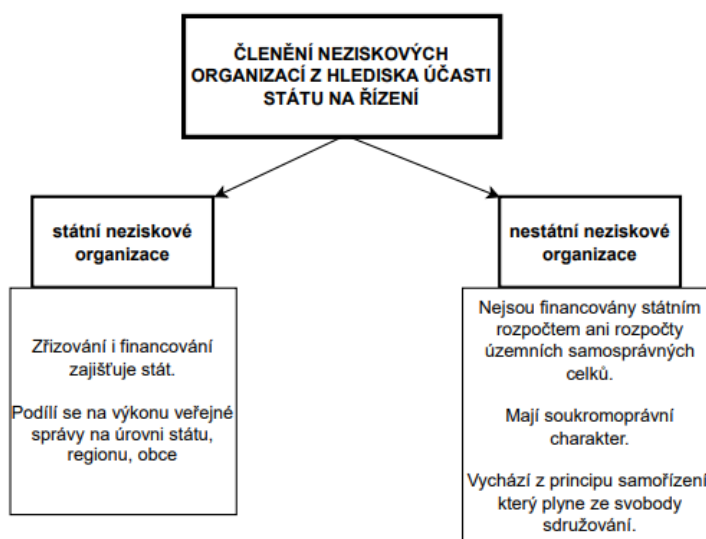 ČLENĚNÍ NEZISKOVÝCH
ORGANIZACÍ Z HLEDISKA ÚČASTI
STÁTU NA ŘÍZENÍ
státní neziskové
organizace
Zřizování i financování
zajišťuje stát.
Podílí se na výkonu veřejné
správy na úrovni státu,
regionu, obce
nestátní neziskové
organizace
Nejsou financovány státním
rozpočtem ani rozpočty
územních samosprávných
celků.
Mají soukromoprávní
charakter.
Vychází z principu samořízení
který plyne ze svobody
sdružování.